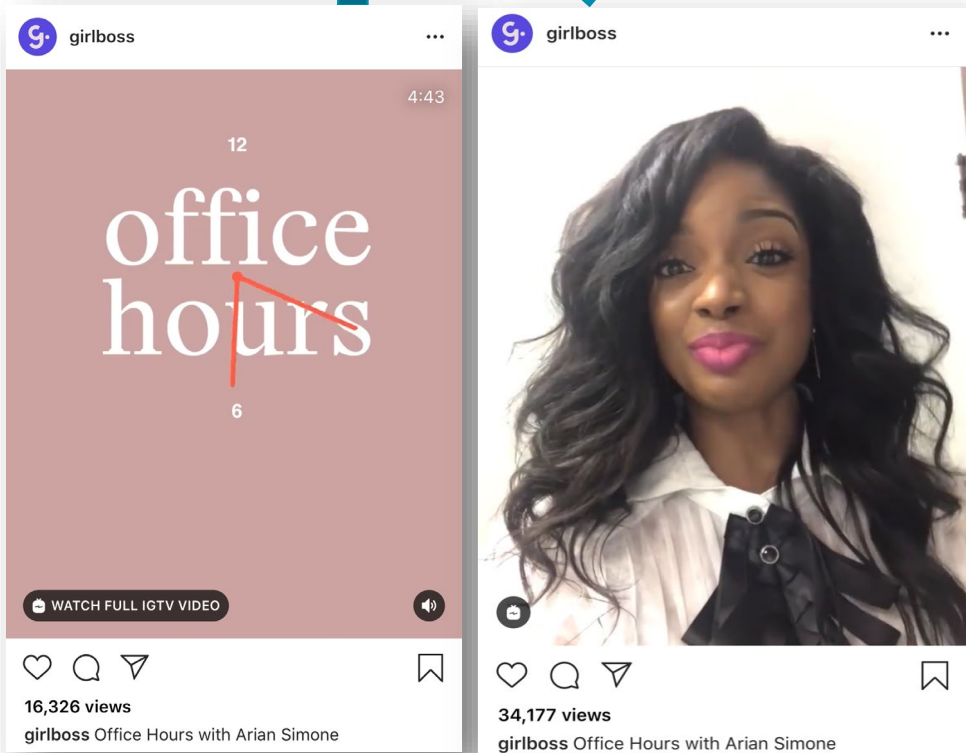 g.
girlboss
4:43
12
office
hours
6
WATCH FULL IGTV VIDEO
16,326 views
girlboss Office Hours with Arian Simone
g.
girlboss
34,177 views
girlboss Office Hours with Arian Simone